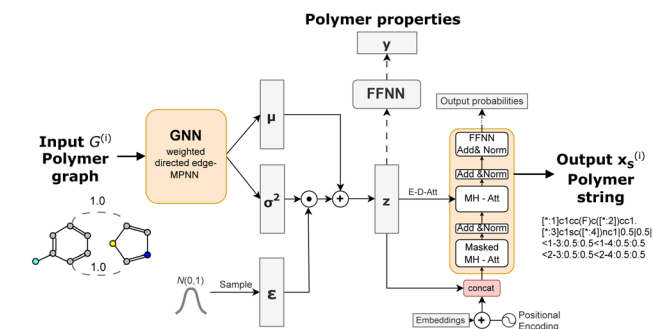 Polymer properties
y
FFNN
Output probabilities
μ
GNN
weighted
directed edge-
MPNN
Input G(i)
Polymer
graph
FFNN
Add& Norm
Add &Norm
E-D-Att
MH - Att
Add &Norm
Masked
MH - Att
concat
Output xs(i)
Polymer
string
[*:1]c1cc(F)c([*:2])cc1.
[*:3]c1sc([*:4])nc1|0.5|0.5|
<1-3:0.5:0.5<1-4:0.5:0.5
<2-3:0.5:0.5<2-4:0.5:0.5
σ2
z
1.0
1.0
N(0,1)
Sample
ε
Embeddings
Positional
Encoding